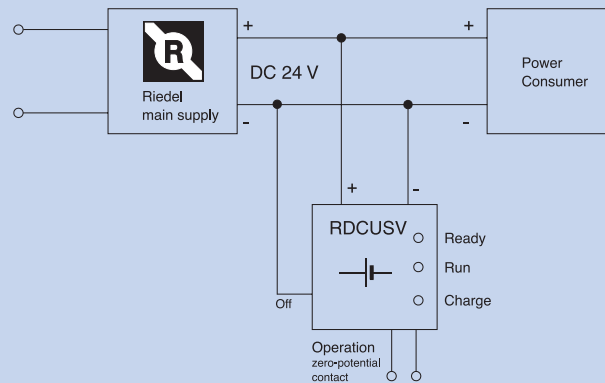 R
Riedel
main supply
+
-
DC 24 V
+
-
Power
Consumer
+
-
RDCUSV
Ready
Run
Charge
Off
Operation
zero-potential
contact